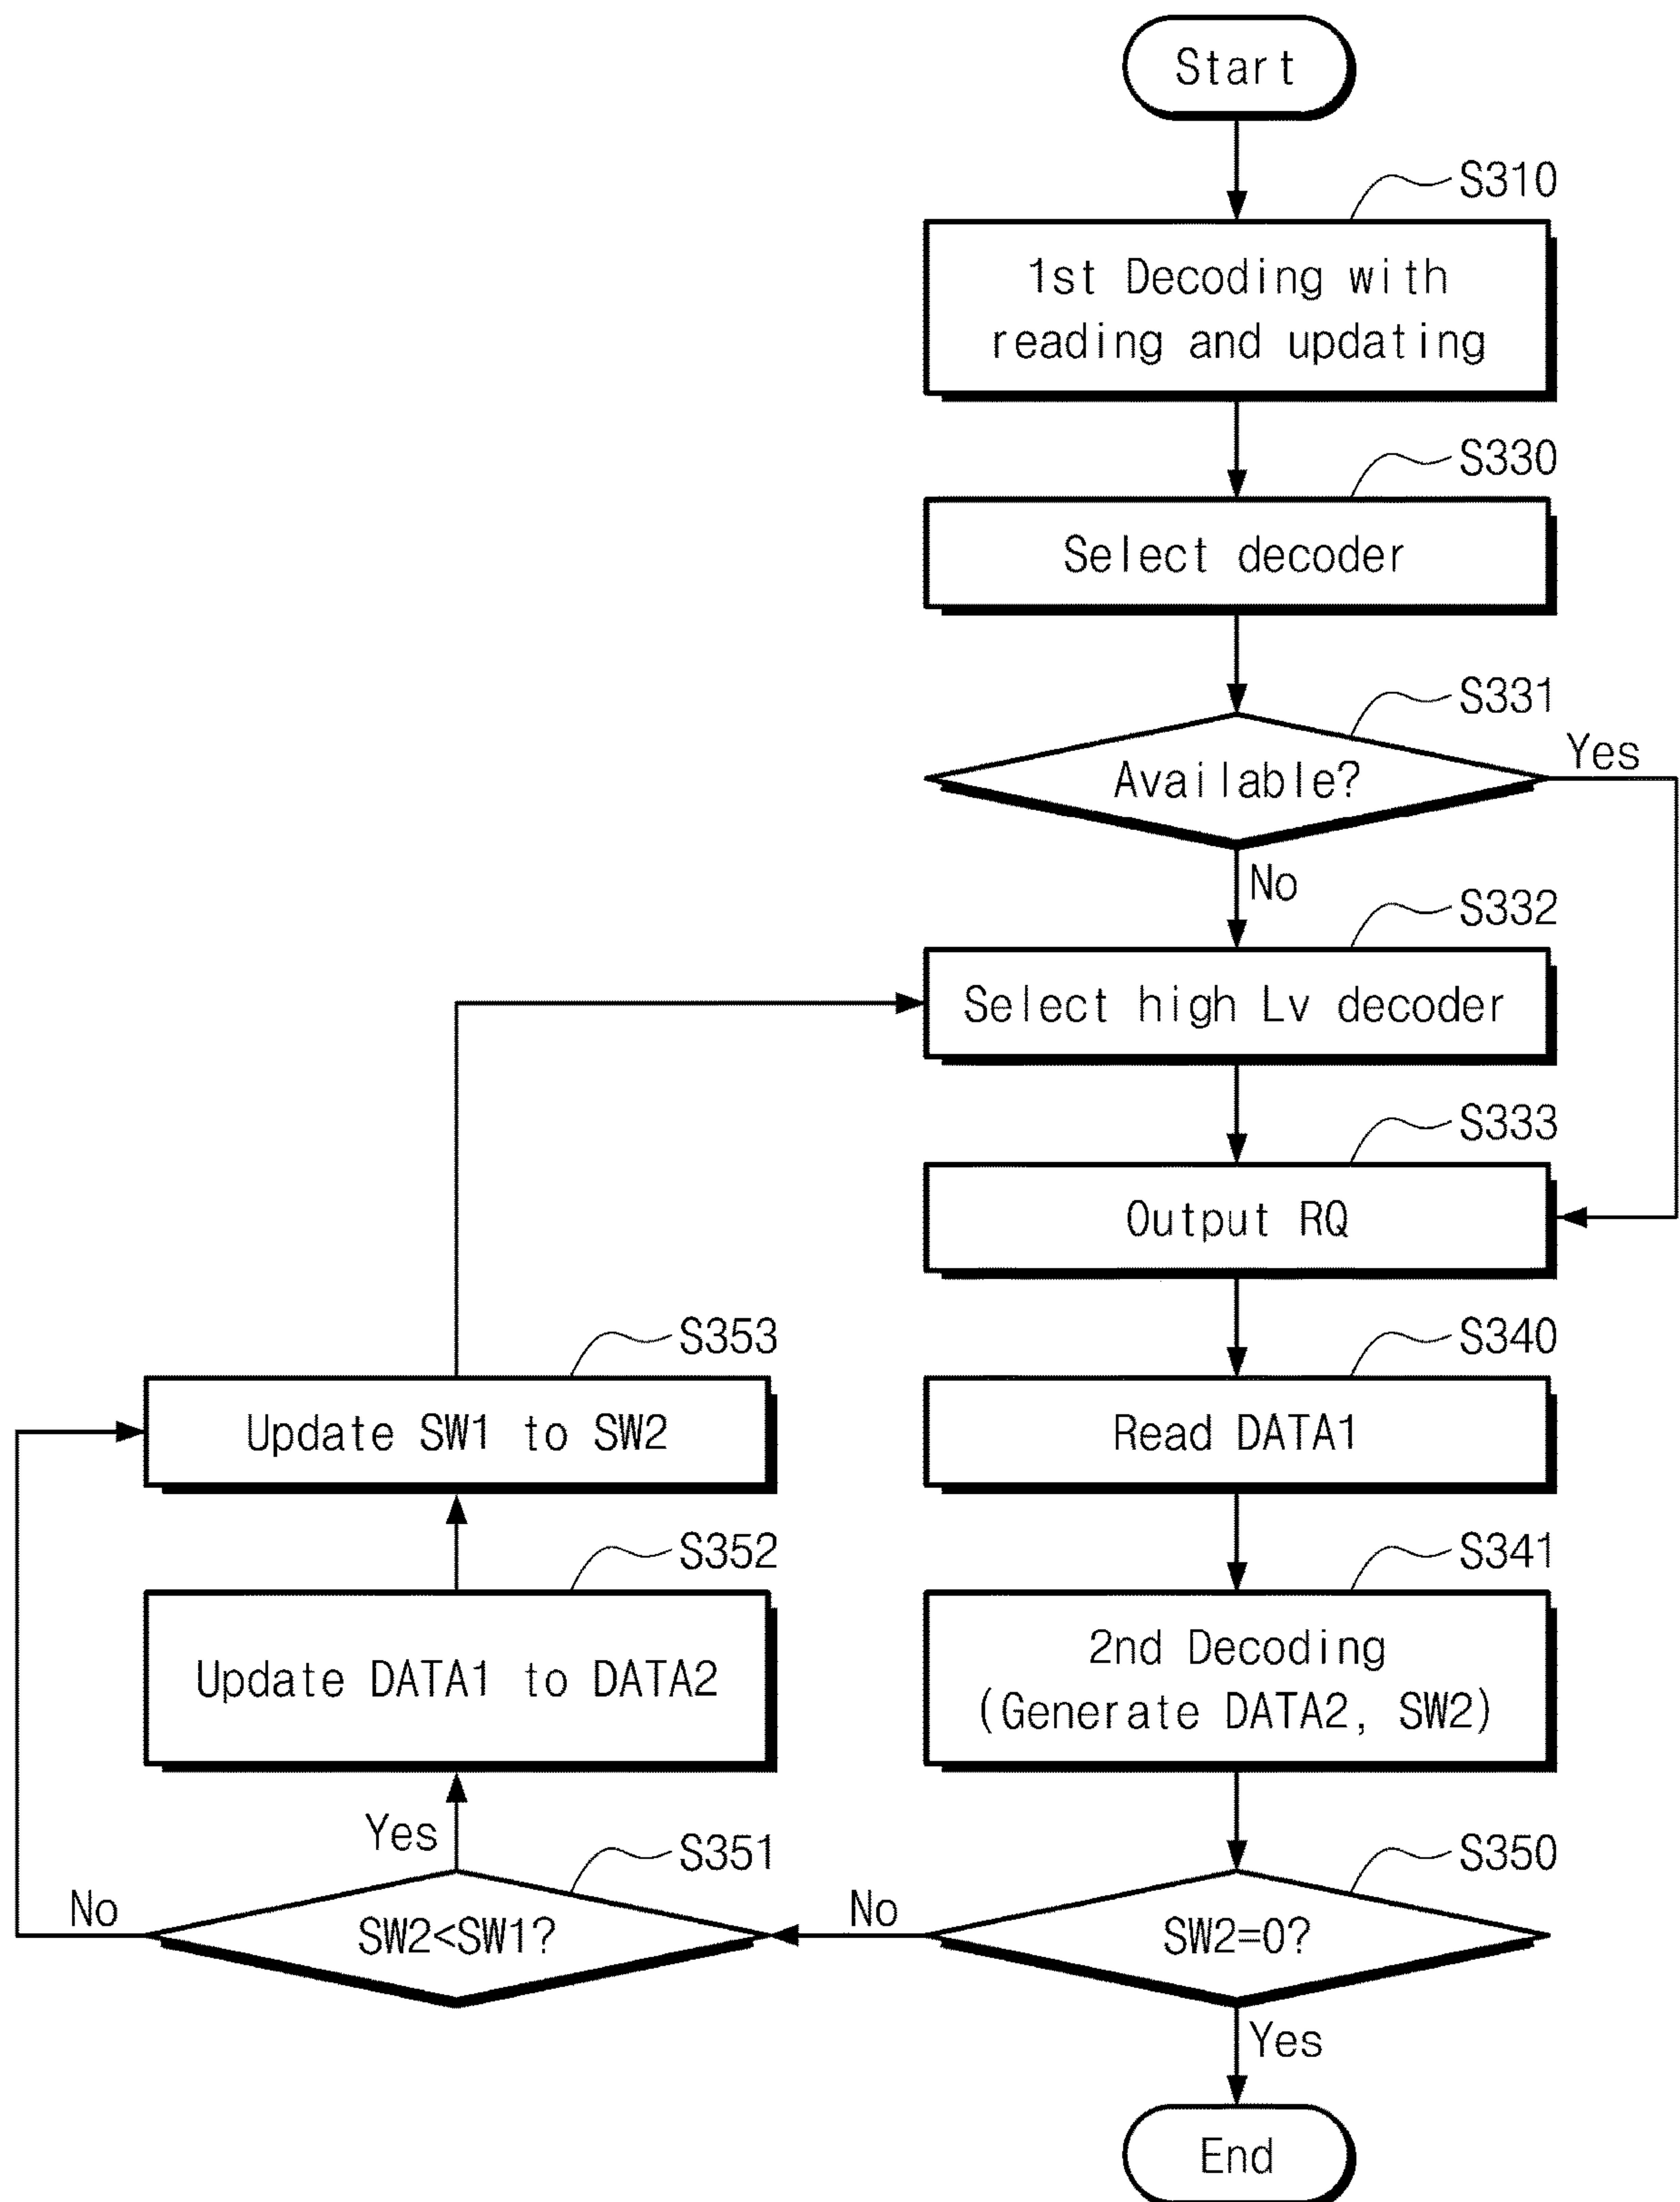 Start
S310
1st Decoding with
reading and updating
S330
Select decoder
S331
Available?
Yes
No
S332
Select high Lv decoder
S333
Output RQ
S353
S340
Update SW1 to SW2
Read DATA1
S352
S341
Update DATA1 to DATA2
2nd Decoding
(Generate DATA2, SW2)
Yes
S351
S350
No
SW2<SW1?
No
SW2=0?
Yes
End